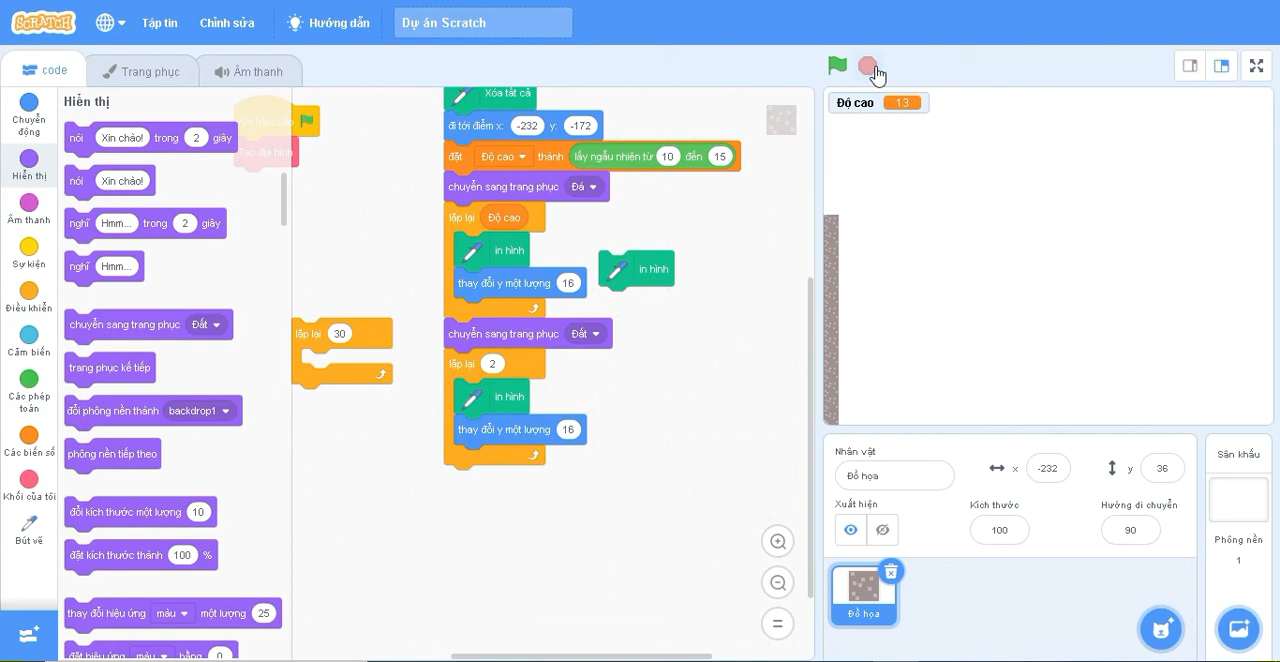 SCRATCH
Tập tin
Chỉnh sửa
Hướng dẫn
Dự án Scratch
code
Trang phục
Âm thanh
Chuyển động
Hiển thị
Âm thanh
Sự kiện
Điều khiển
Cảm biến
Các phép toán
Các biến số
Khối của tôi
Bút vẽ
Hiển thị
nói Xin chào! trong 2 giây
nói Xin chào!
nghĩ Hmm... trong 2 giây
nghĩ Hmm...
chuyển sang trang phục Đất
trang phục kế tiếp
đổi phông nền thành backdrop1
phông nền tiếp theo
đổi kích thước một lượng 10
đặt kích thước thành 100 %
thay đổi hiệu ứng màu một lượng 25
đặt hiệu ứng màu bằng 0
lặp lại 30
Xóa tất cả
đi tới điểm x: -232 y: -172
đặt Độ cao thành lấy ngẫu nhiên từ 10 đến 15
chuyển sang trang phục Đá
lặp lại Độ cao
in hình
thay đổi y một lượng 16
in hình
chuyển sang trang phục Đất
lặp lại 2
in hình
thay đổi y một lượng 16
Độ cao 13
Nhân vật
Đồ họa
x -232
y 36
Xuất hiện
Kích thước
100
Hướng di chuyển
90
Đồ họa
Sân khấu
Phông nền
1